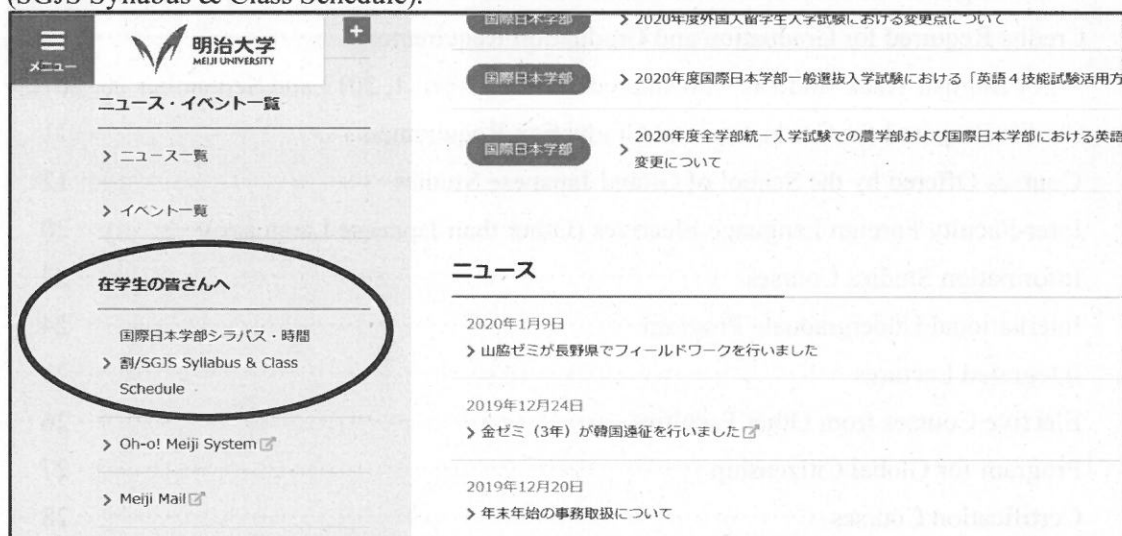 (SGJS Syllabus & Class Schedule).
メニュー
明治大学
MEIJI UNIVERSITY
+
ニュース・イベント一覧
> ニュース一覧
> イベント一覧
在学生の皆さんへ
国際日本学部シラバス・時間
> 割/SGJS Syllabus & Class
Schedule
> Oh-o! Meiji System
> Meiji Mail
国際日本学部 > 2020年度外国人留学生入学試験における変更点について
国際日本学部 > 2020年度国際日本学部一般選抜入学試験における「英語４技能試験活用方
国際日本学部 > 2020年度全学部統一入学試験での農学部および国際日本学部における英語
変更について
ニュース
2020年1月9日
> 山脇ゼミが長野県でフィールドワークを行いました
2019年12月24日
> 金ゼミ（3年）が韓国遠征を行いました
2019年12月20日
> 年末年始の事務取扱について